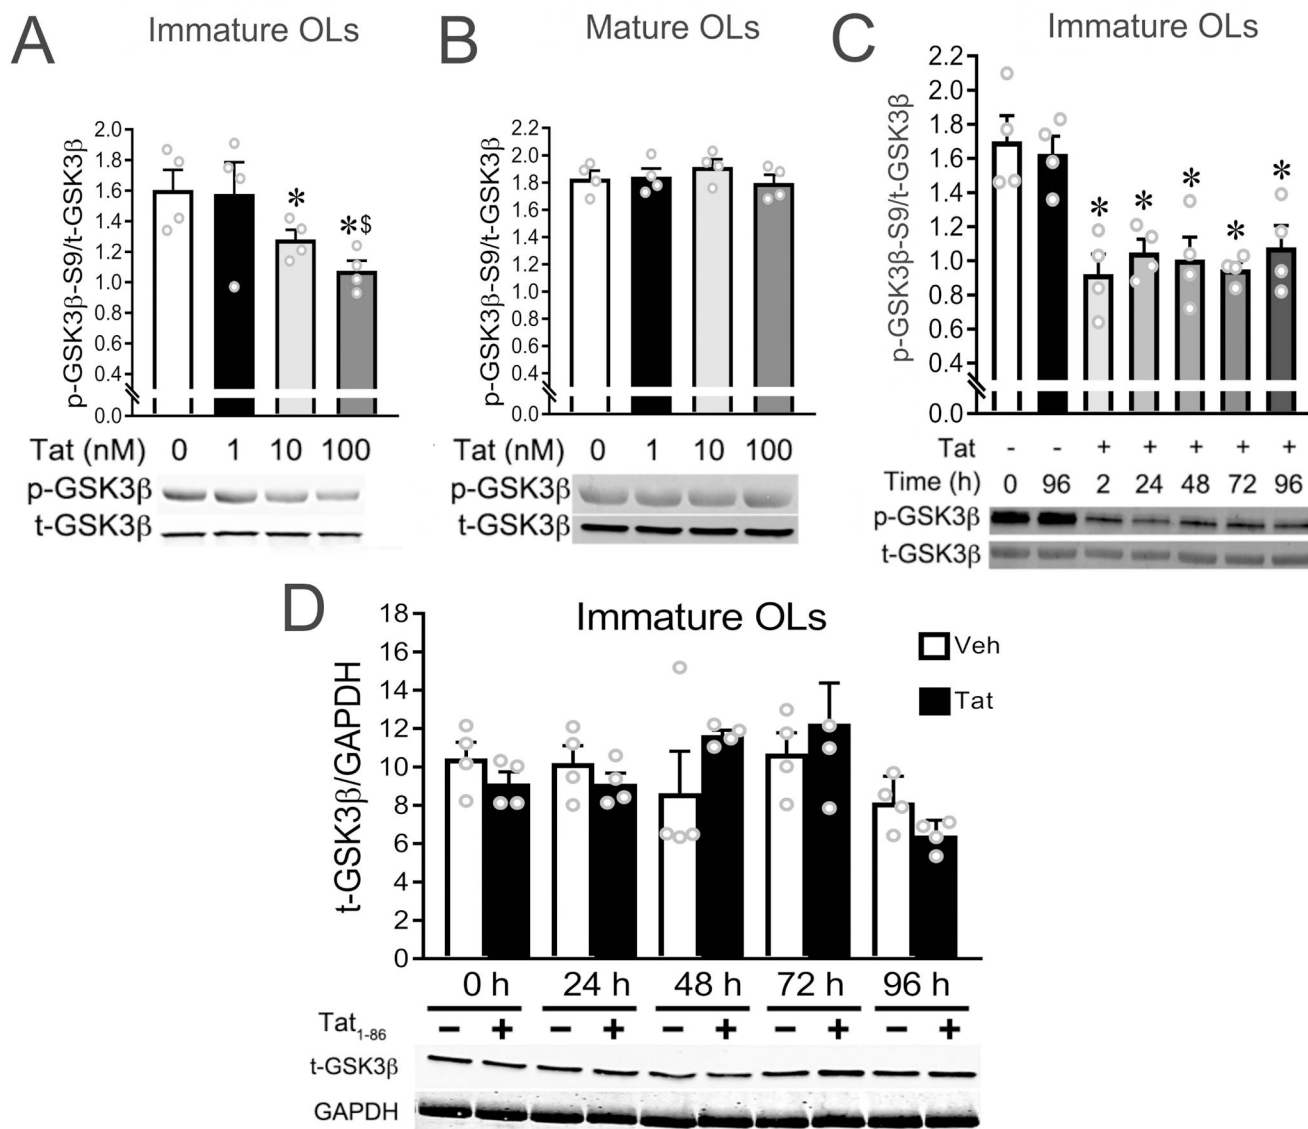 A Immature OLs
p-GSK3β-S9/t-GSK3β
2.0
1.8
1.6
1.4
1.2
1.0
0.8
0.6
0.4
0.0
*
*$
Tat (nM) 0 1 10 100
p-GSK3β
t-GSK3β
B Mature OLs
p-GSK3β-S9/t-GSK3β
2.2
2.0
1.8
1.6
1.4
1.2
1.0
0.8
0.6
0.4
0.0
Tat (nM) 0 1 10 100
p-GSK3β
t-GSK3β
C Immature OLs
p-GSK3β-S9/t-GSK3β
2.2
2.0
1.8
1.6
1.4
1.2
1.0
0.8
0.6
0.4
0.0
* * * * *
Tat - - + + + + +
Time (h) 0 96 2 24 48 72 96
p-GSK3β
t-GSK3β
D Immature OLs
t-GSK3β/GAPDH
18
16
14
12
10
8
6
4
2
0
Veh
Tat
0 h 24 h 48 h 72 h 96 h
Tat1-86 − + − + − + − + − +
t-GSK3β
GAPDH